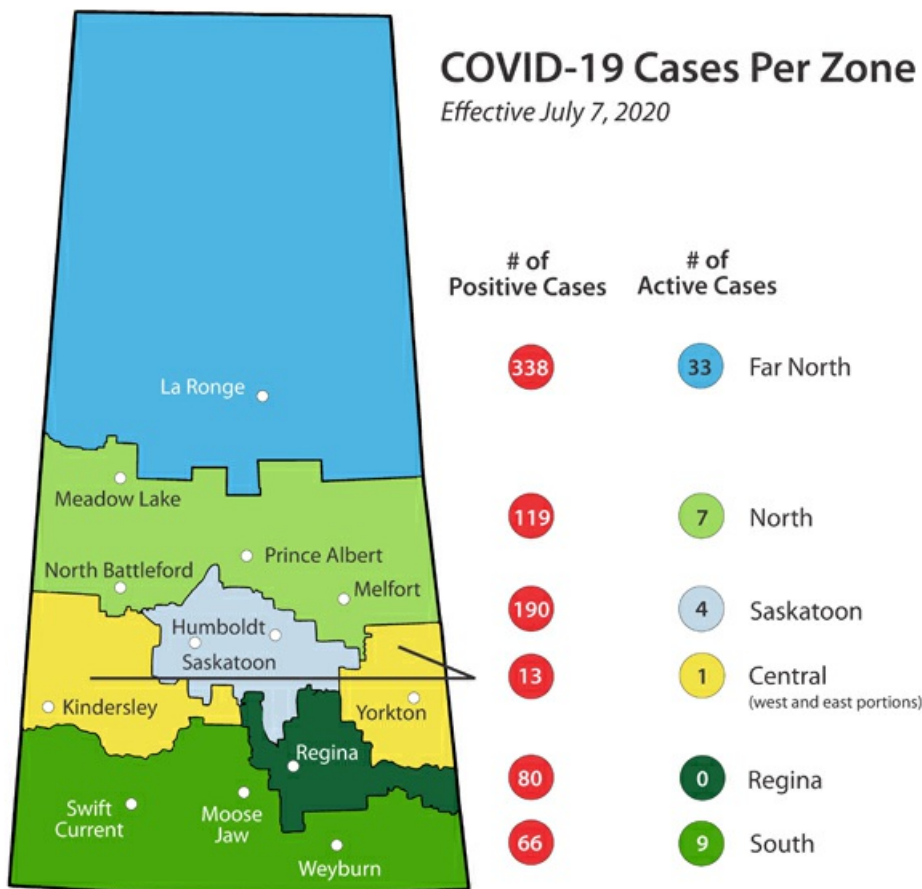 COVID-19 Cases Per Zone
Effective July 7, 2020
# of
Positive Cases
# of
Active Cases
338
33
Far North
119
7
North
190
4
Saskatoon
13
1
Central
(west and east portions)
80
0
Regina
66
9
South
La Ronge
Meadow Lake
Prince Albert
North Battleford
Melfort
Humboldt
Saskatoon
Kindersley
Yorkton
Regina
Swift
Current
Moose
Jaw
Weyburn